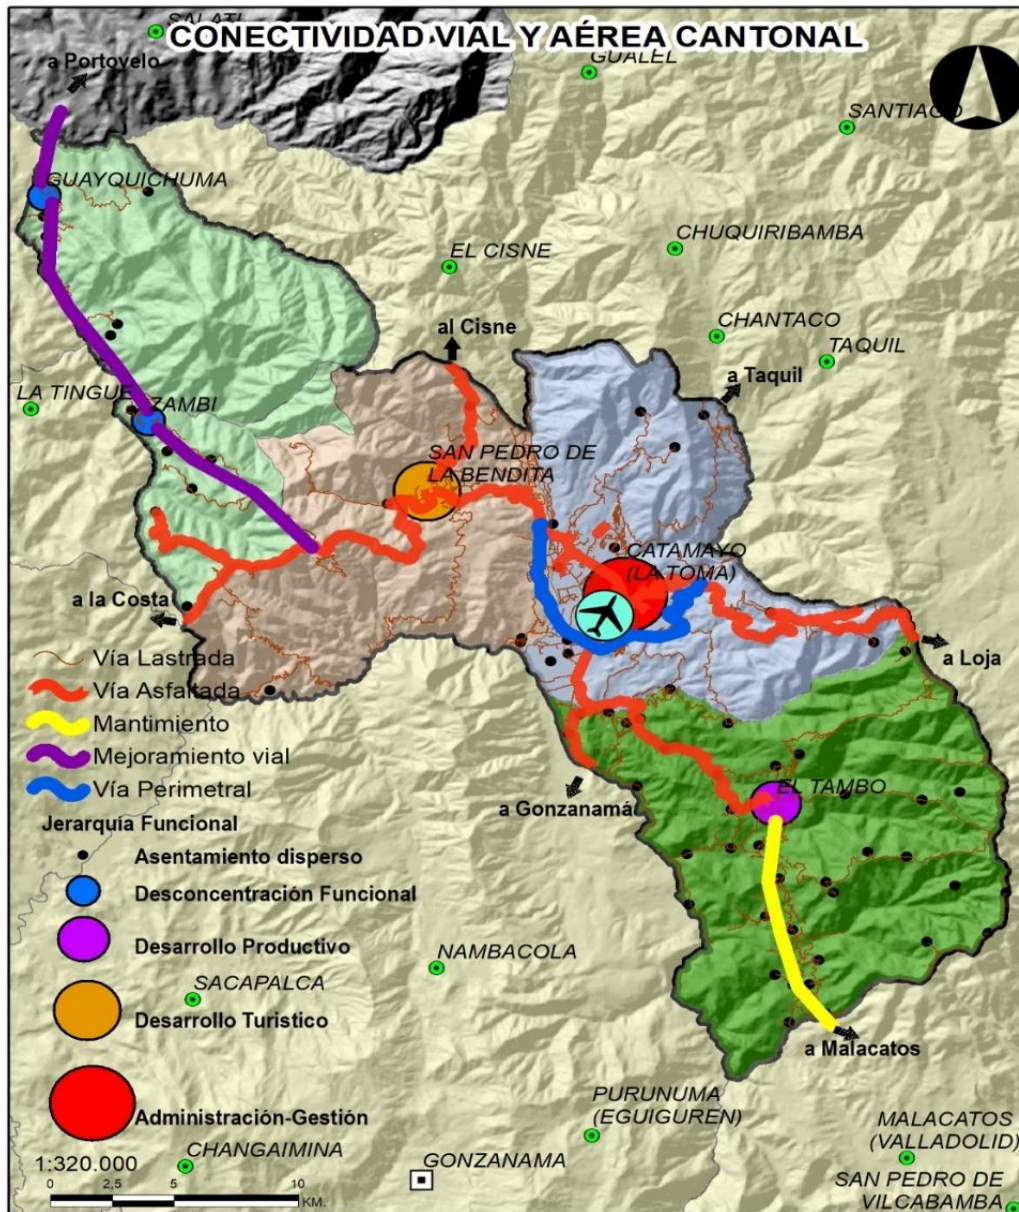 SALATI
CONECTIVIDAD VIAL Y AÉREA CANTONAL
a Portovelo
GUALEL
SANTIAGO
GUAYQUICHUMA
CHUQUIRIBAMBA
EL CISNE
al Cisne
CHANTACO
TAQUIL
a Taquil
LA TINGUE
ZAMBI
SAN PEDRO DE
LA BENDITA
CATAMAYO
(LA TOMA)
a la Costa
a Loja
Vía Lastrada
Vía Asfaltada
Mantimiento
Mejoramiento vial
Vía Perimetral
a Gonzanamá
EL TAMBO
Jerarquía Funcional
Asentamiento disperso
Desconcentración Funcional
Desarrollo Productivo
Desarrollo Turistico
Administración-Gestión
NAMBACOLA
SACAPALCA
a Malacatos
PURUNUMA
(EGUIGUREN)
MALACATOS
(VALLADOLID)
CHANGAIMINA
GONZANAMA
SAN PEDRO DE
VILCABAMBA
1:320.000
0 2,5 5 10
KM.